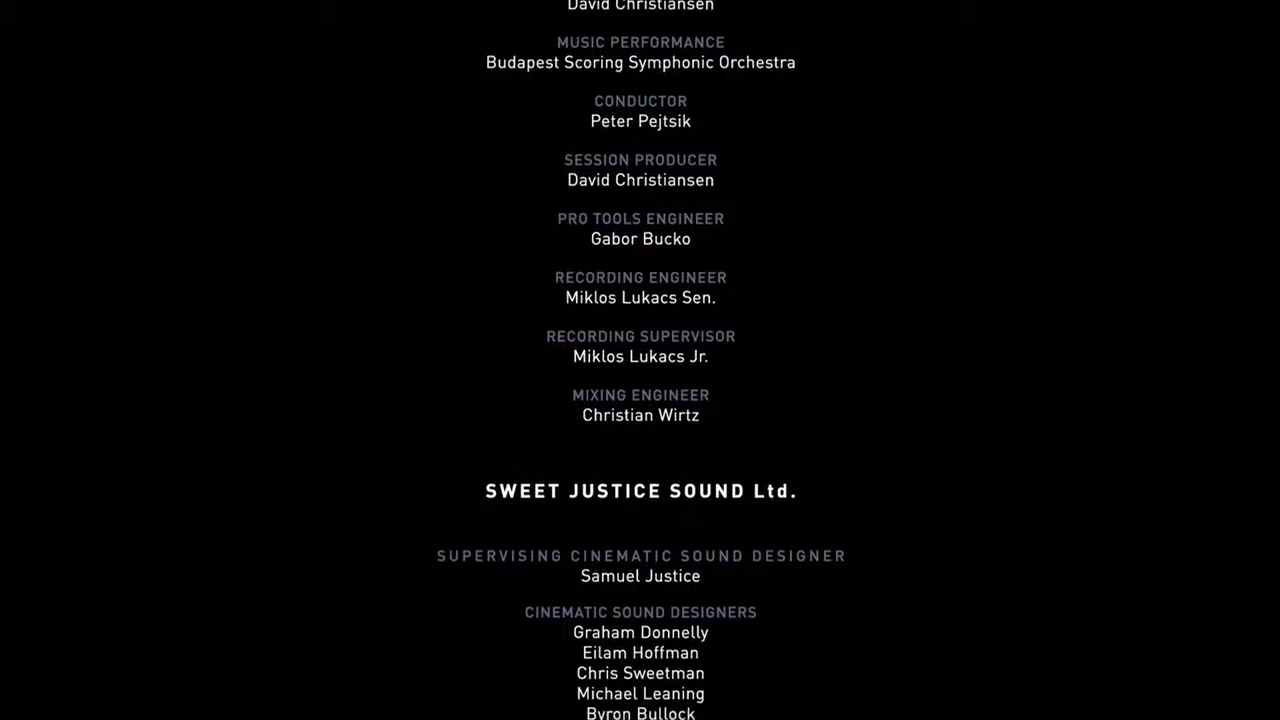 David Christiansen
MUSIC PERFORMANCE
Budapest Scoring Symphonic Orchestra
CONDUCTOR
Peter Pejtsik
SESSION PRODUCER
David Christiansen
PRO TOOLS ENGINEER
Gabor Bucko
RECORDING ENGINEER
Miklos Lukacs Sen.
RECORDING SUPERVISOR
Miklos Lukacs Jr.
MIXING ENGINEER
Christian Wirtz
SWEET JUSTICE SOUND Ltd.
SUPERVISING CINEMATIC SOUND DESIGNER
Samuel Justice
CINEMATIC SOUND DESIGNERS
Graham Donnelly
Eilam Hoffman
Chris Sweetman
Michael Leaning
Byron Bullock